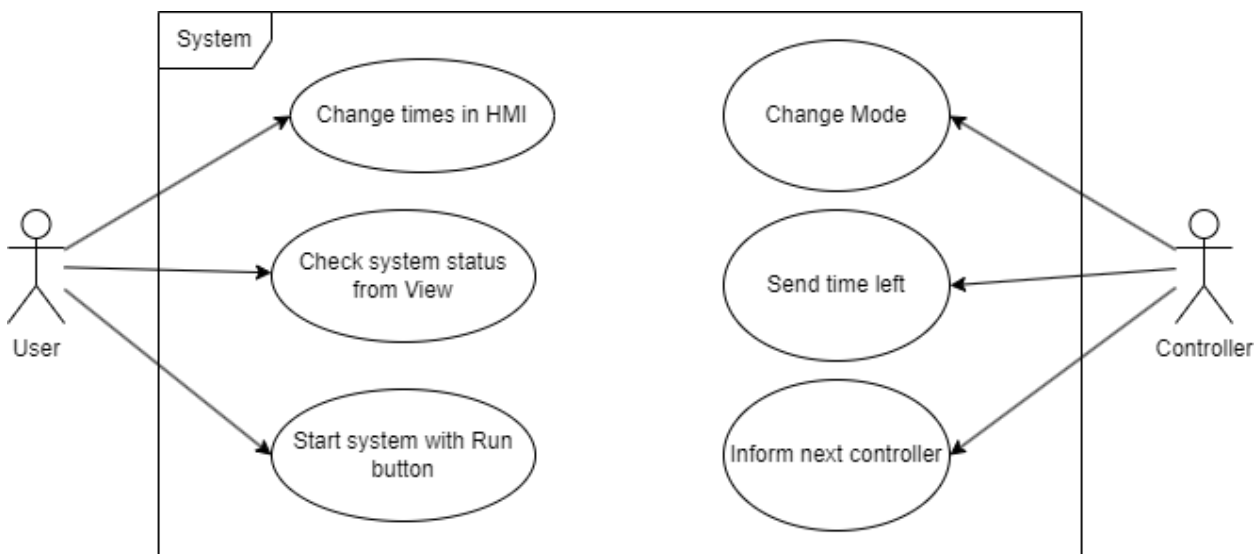 System
Change times in HMI
Change Mode
Check system status
from View
Send time left
User
Controller
Start system with Run
button
Inform next controller